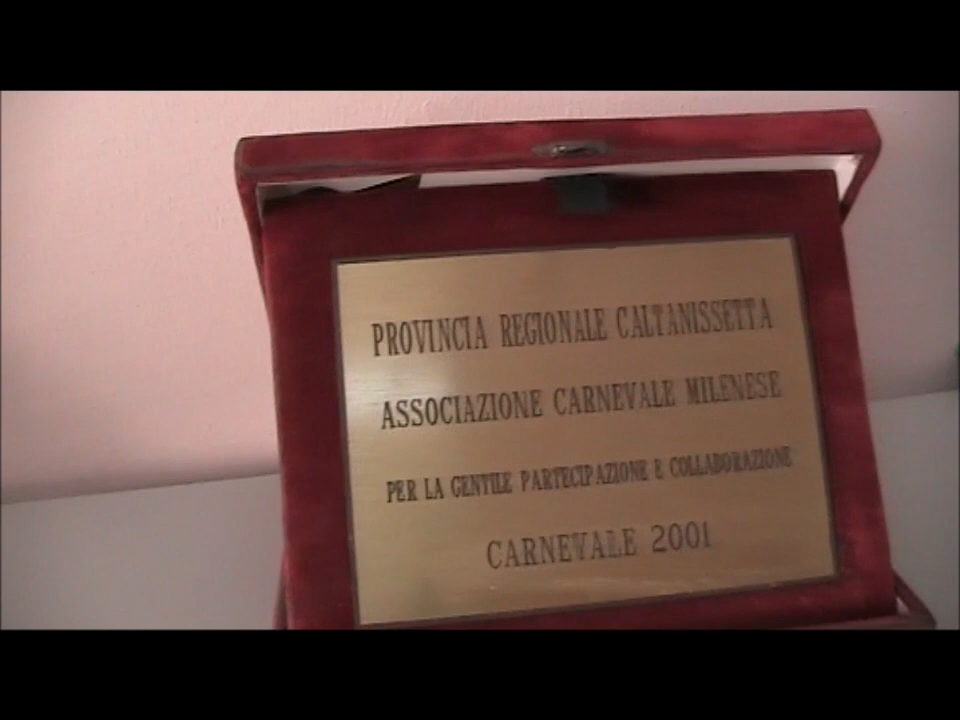 PROVINCIA REGIONALE CALTANISSETTA
ASSOCIAZIONE CARNEVALE MILENESE
PER LA GENTILE PARTECIPAZIONE E COLLABORAZIONE
CARNEVALE 2001